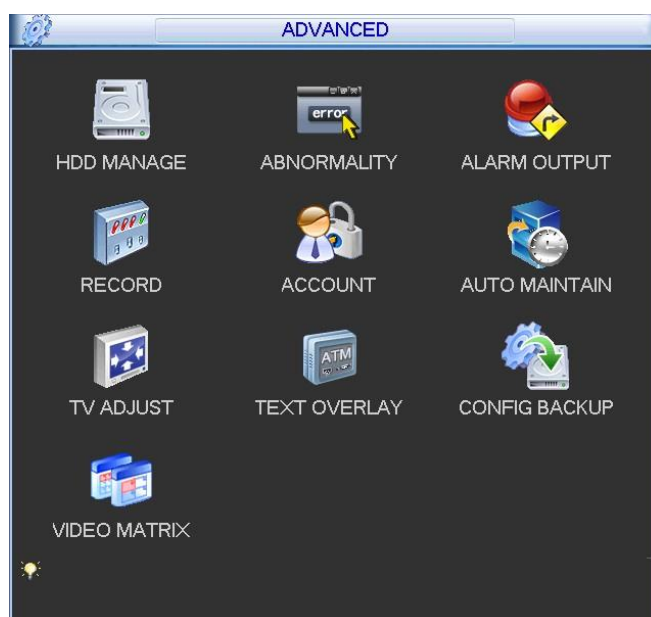 ADVANCED
error
HDD MANAGE
ABNORMALITY
ALARM OUTPUT
RECORD
ACCOUNT
AUTO MAINTAIN
ATM
TV ADJUST
TEXT OVERLAY
CONFIG BACKUP
VIDEO MATRIX